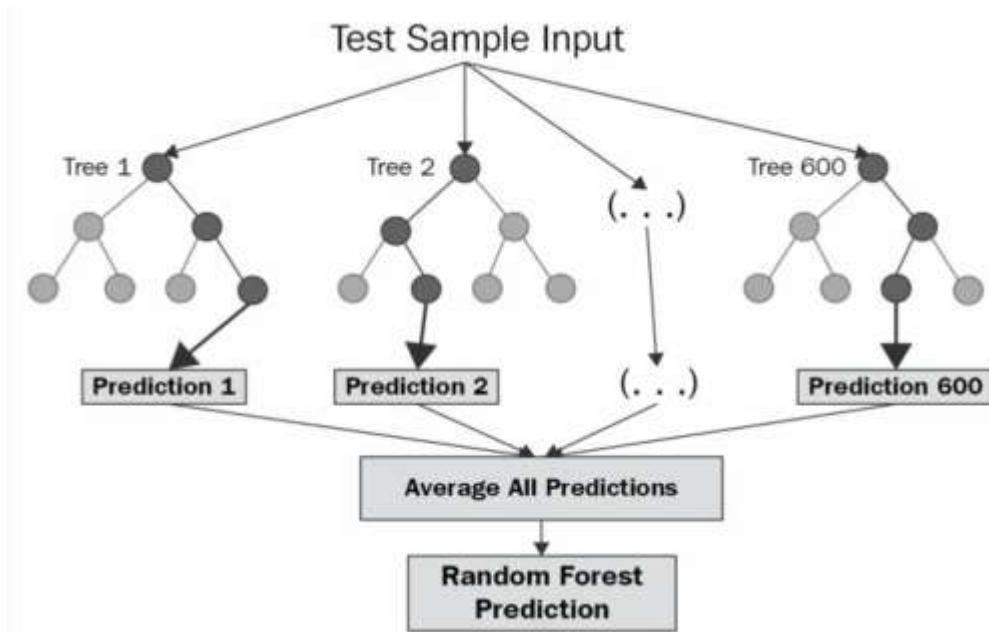 Test Sample Input
Tree 1
Tree 2
Tree 600
(. . .)
Prediction 1
Prediction 2
(. . .)
Prediction 600
Average All Predictions
Random Forest
Prediction